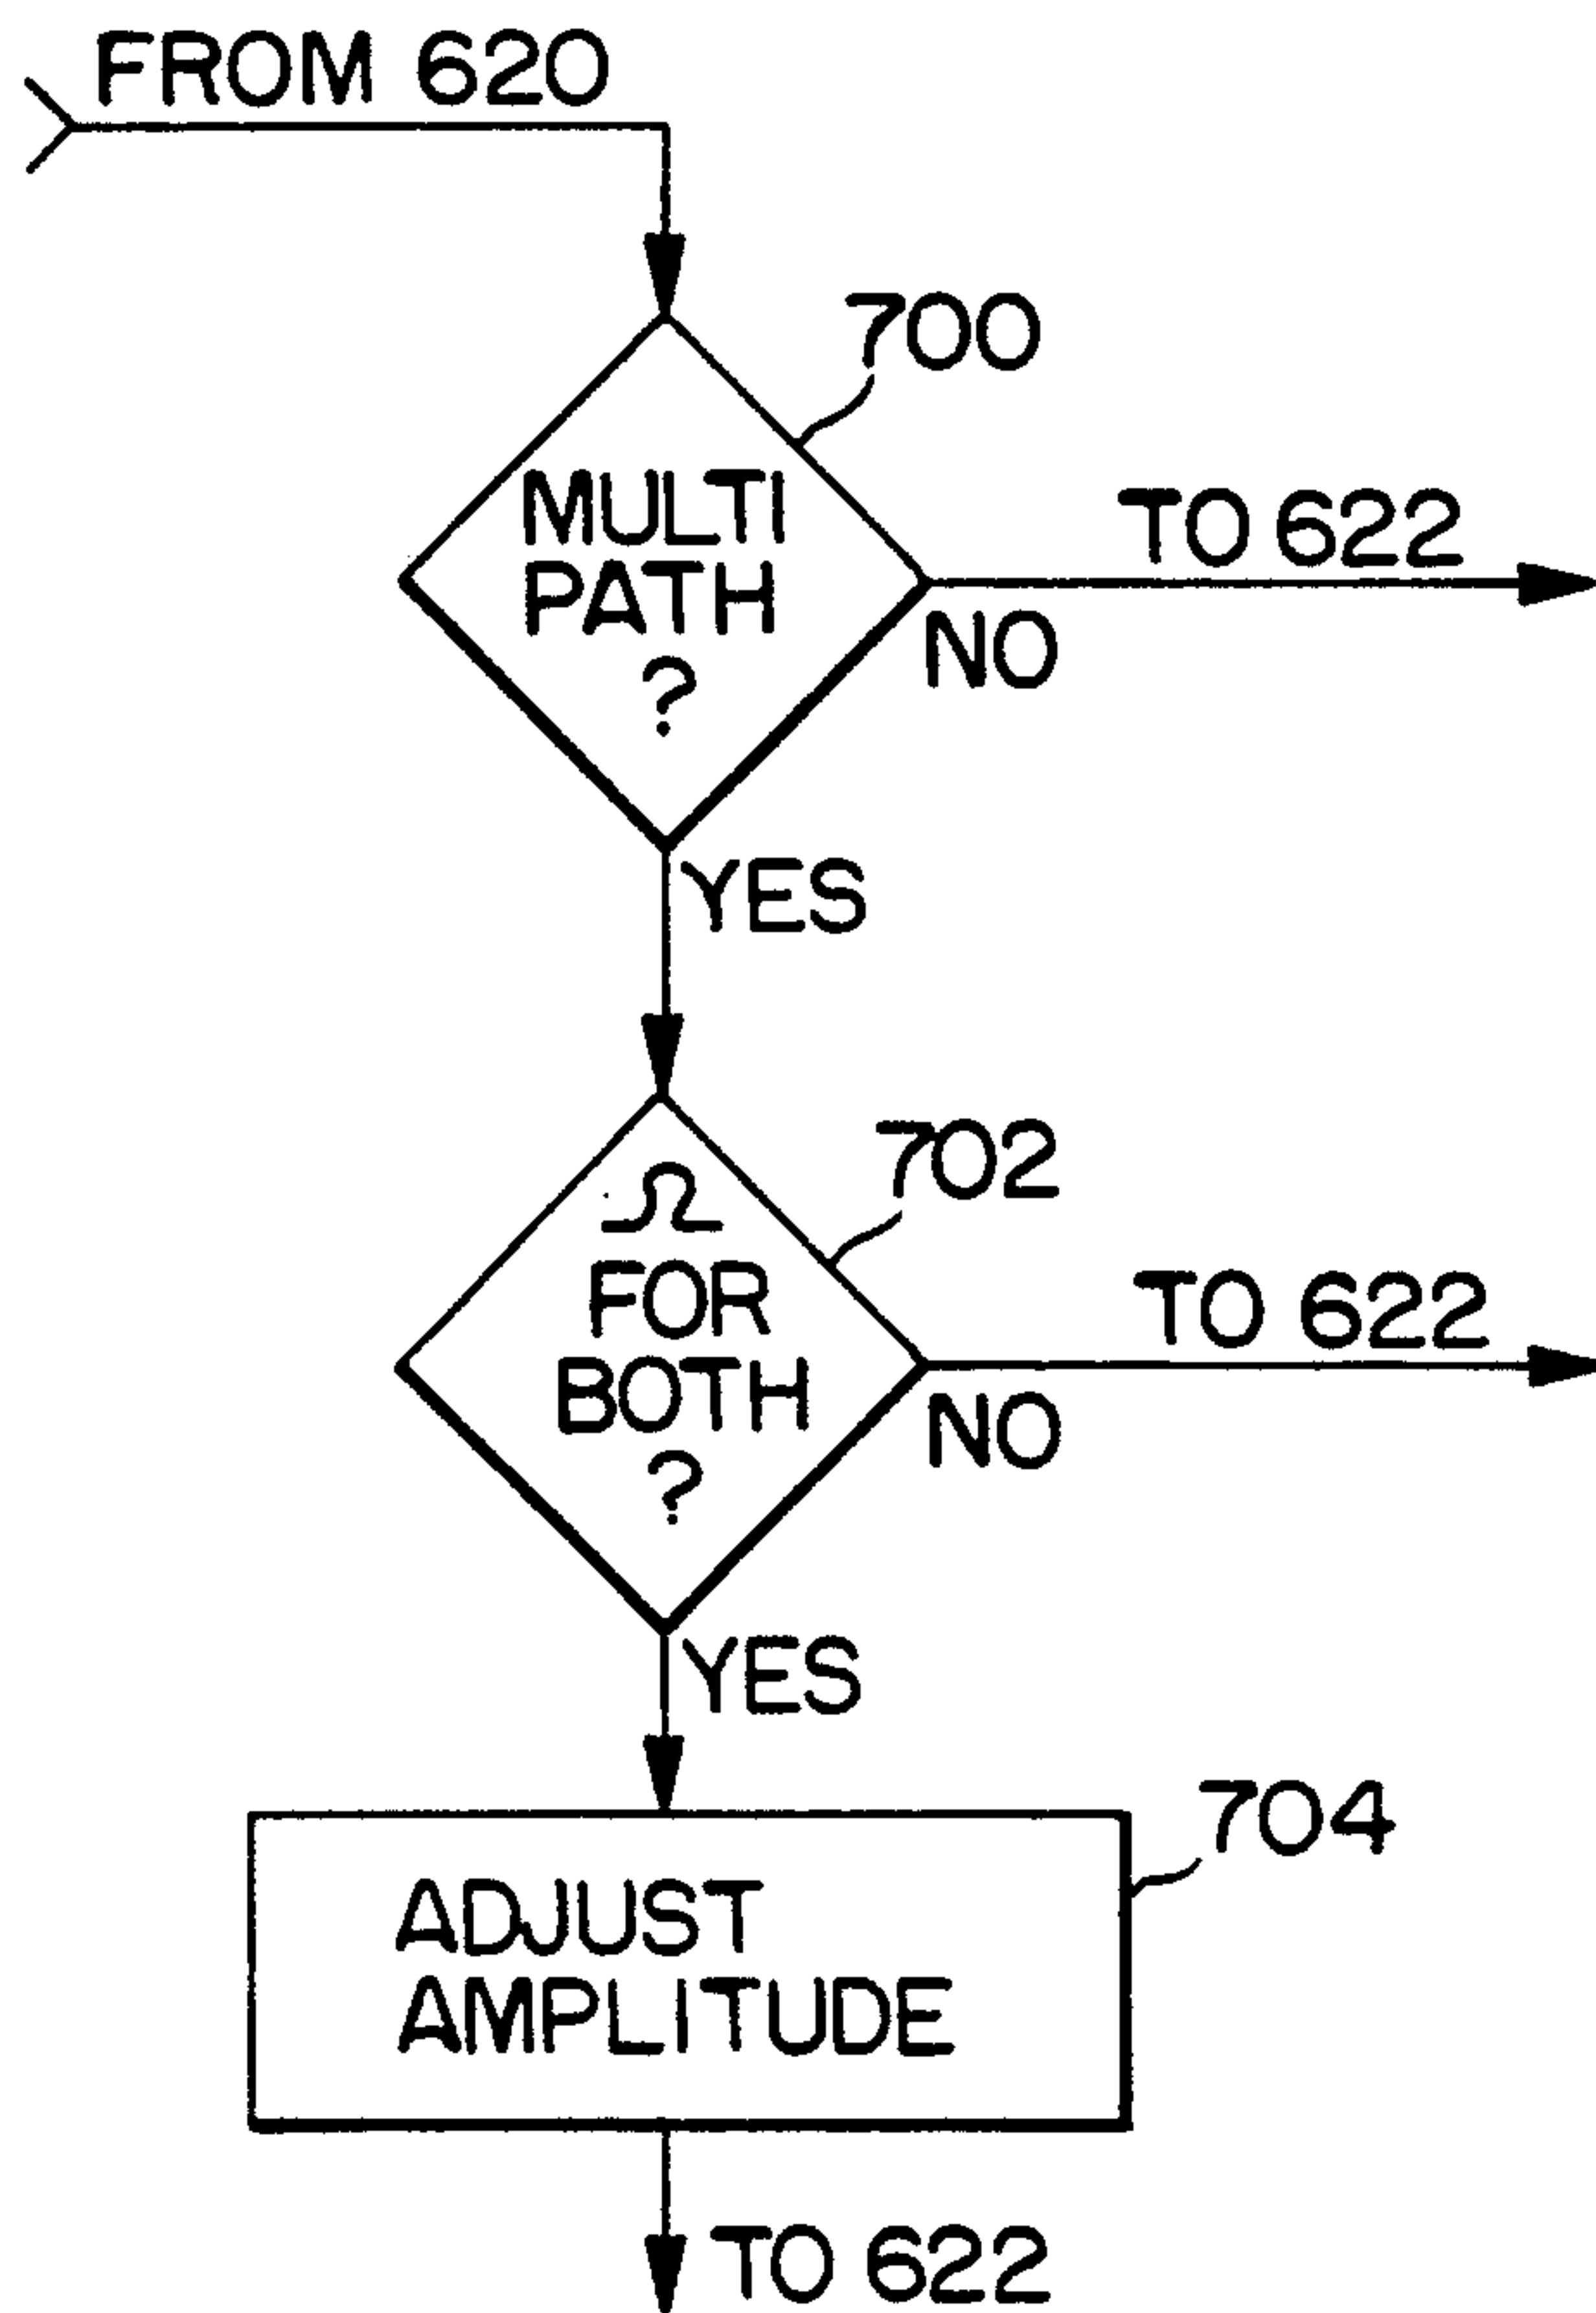 FROM 620
700
MULTI
PATH
?
TO 622
NO
YES
702
Ω
FOR
BOTH
?
TO 622
NO
YES
704
ADJUST
AMPLITUDE
TO 622